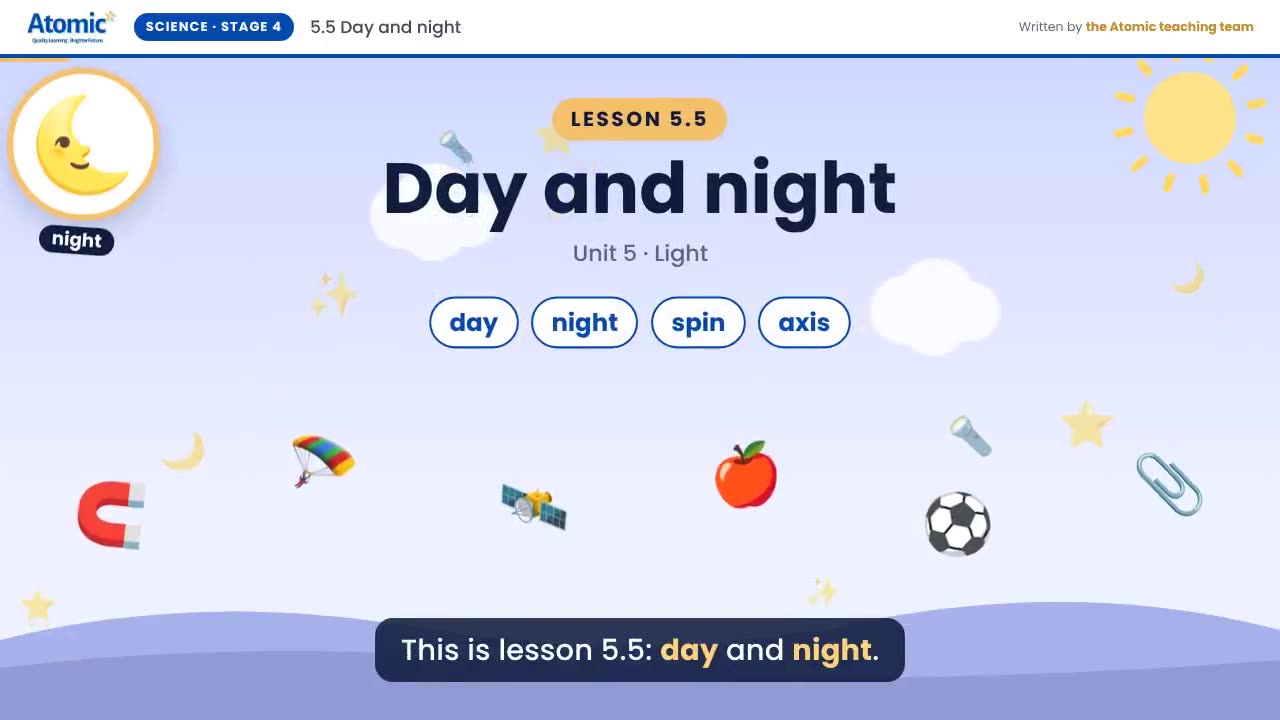 Atomic
Quality Learning · Brighter Future
SCIENCE · STAGE 4
5.5 Day and night
Written by the Atomic teaching team
night
LESSON 5.5
Day and night
Unit 5 · Light
day
night
spin
axis
This is lesson 5.5: day and night.